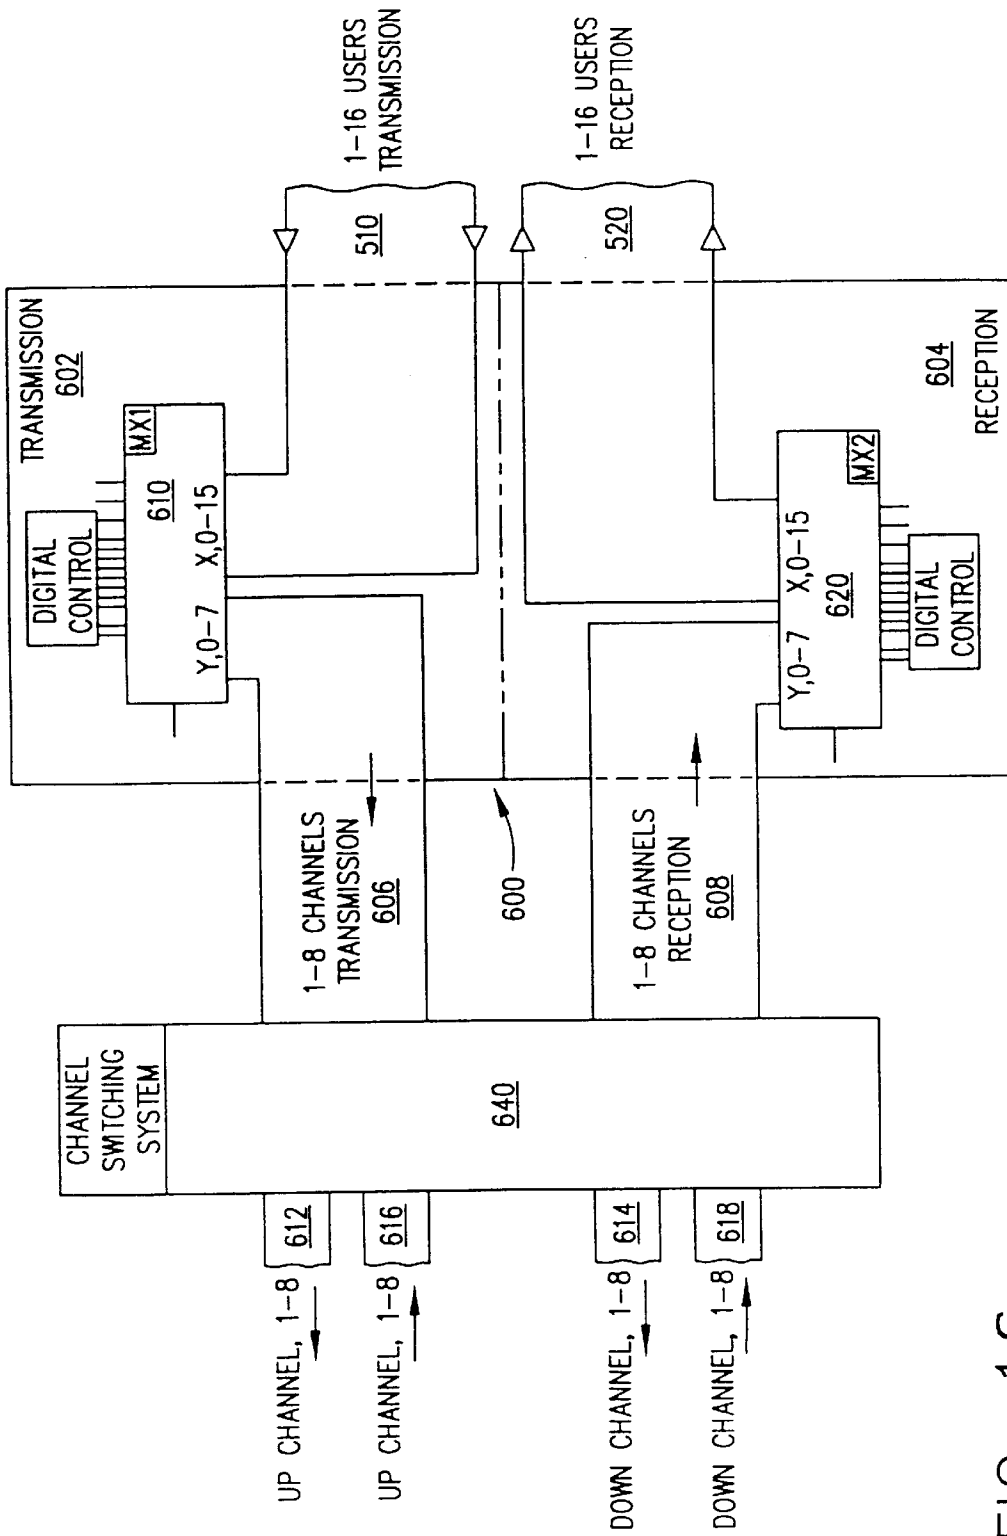 TRANSMISSION
602
DIGITAL
CONTROL
MX1
610
Y,0-7
X,0-15
1-16 USERS
TRANSMISSION
510
1-16 USERS
RECEPTION
520
604
RECEPTION
Y,0-7
X,0-15
620
MX2
DIGITAL
CONTROL
1-8 CHANNELS
TRANSMISSION
606
600
1-8 CHANNELS
RECEPTION
608
CHANNEL
SWITCHING
SYSTEM
640
612
616
614
618
UP CHANNEL, 1-8
UP CHANNEL, 1-8
DOWN CHANNEL, 1-8
DOWN CHANNEL, 1-8